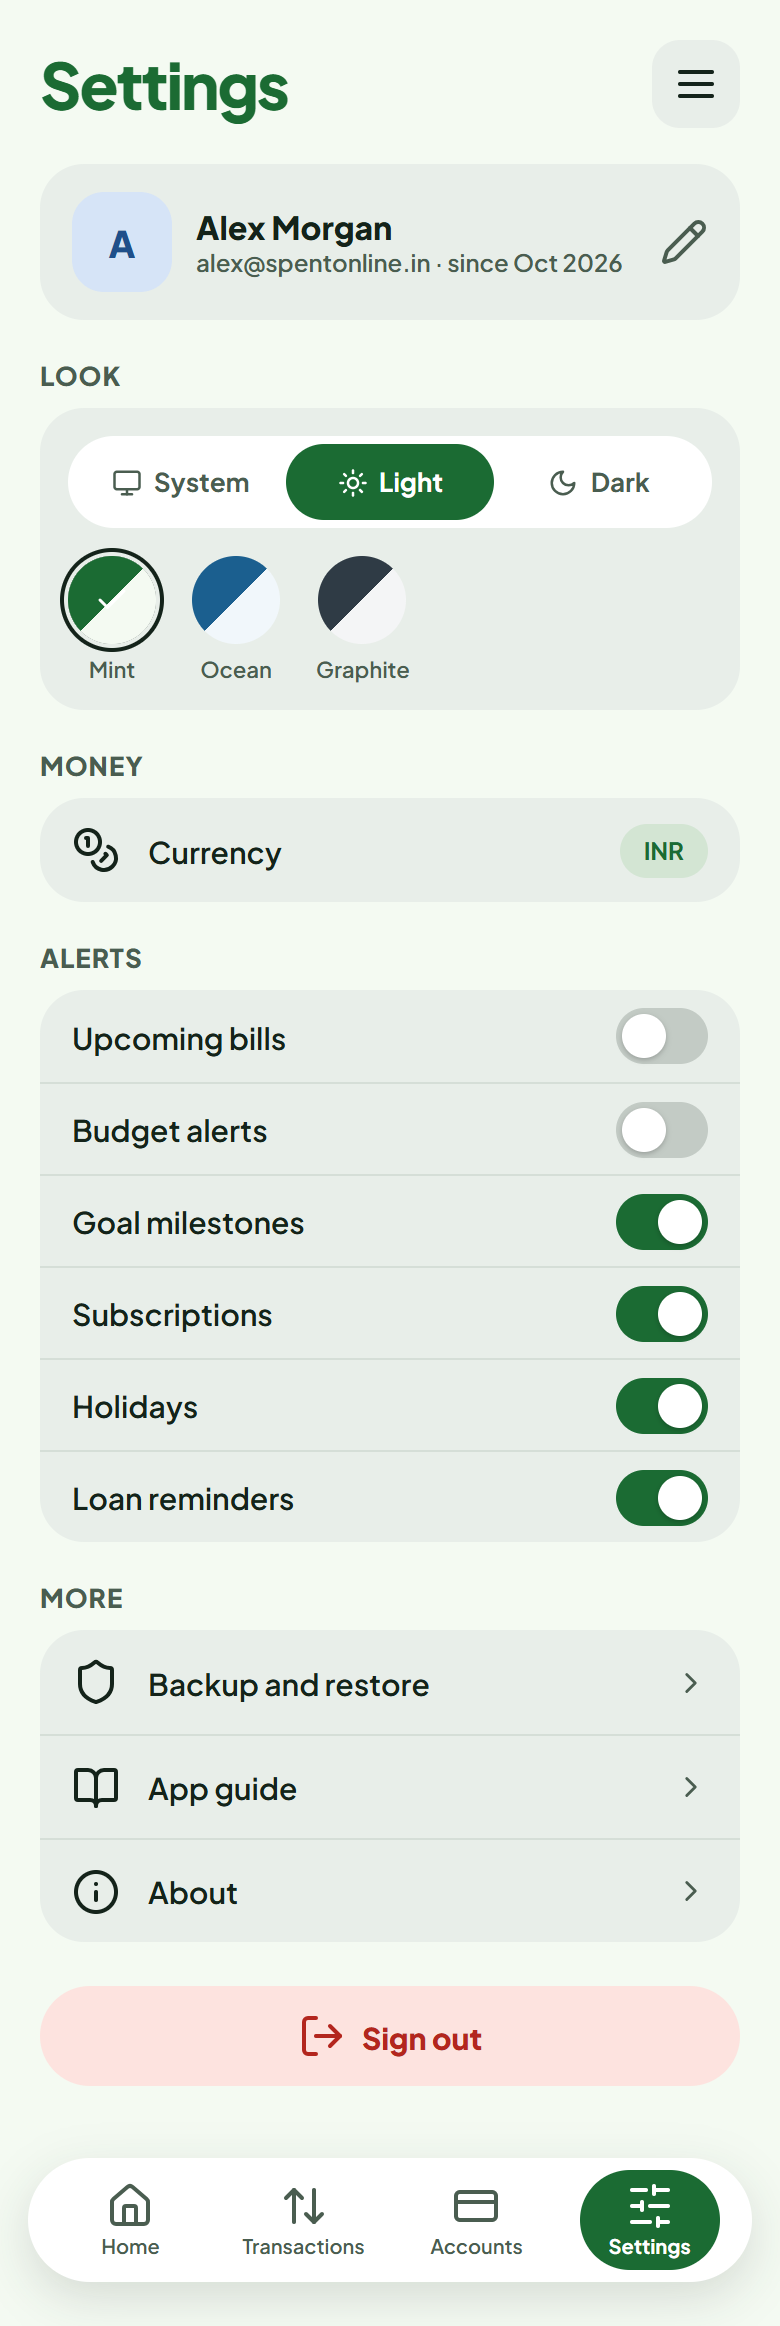 Settings
A
Alex Morgan
alex@spentonline.in · since Oct 2026
LOOK
System
Light
Dark
Mint
Ocean
Graphite
MONEY
Currency
INR
ALERTS
Upcoming bills
Budget alerts
Goal milestones
Subscriptions
Holidays
Loan reminders
MORE
Backup and restore
App guide
About
Sign out
Home
Transactions
Accounts
Settings